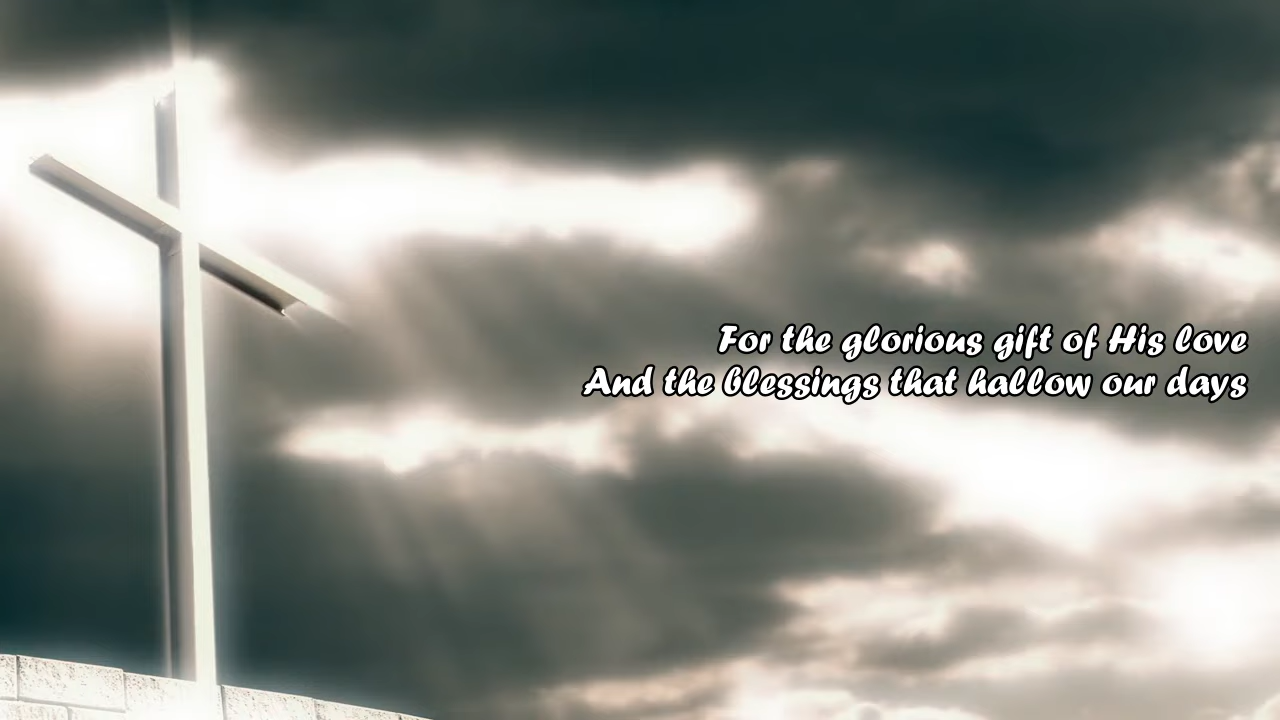 For the glorious gift of His love
And the blessings that hallow our days